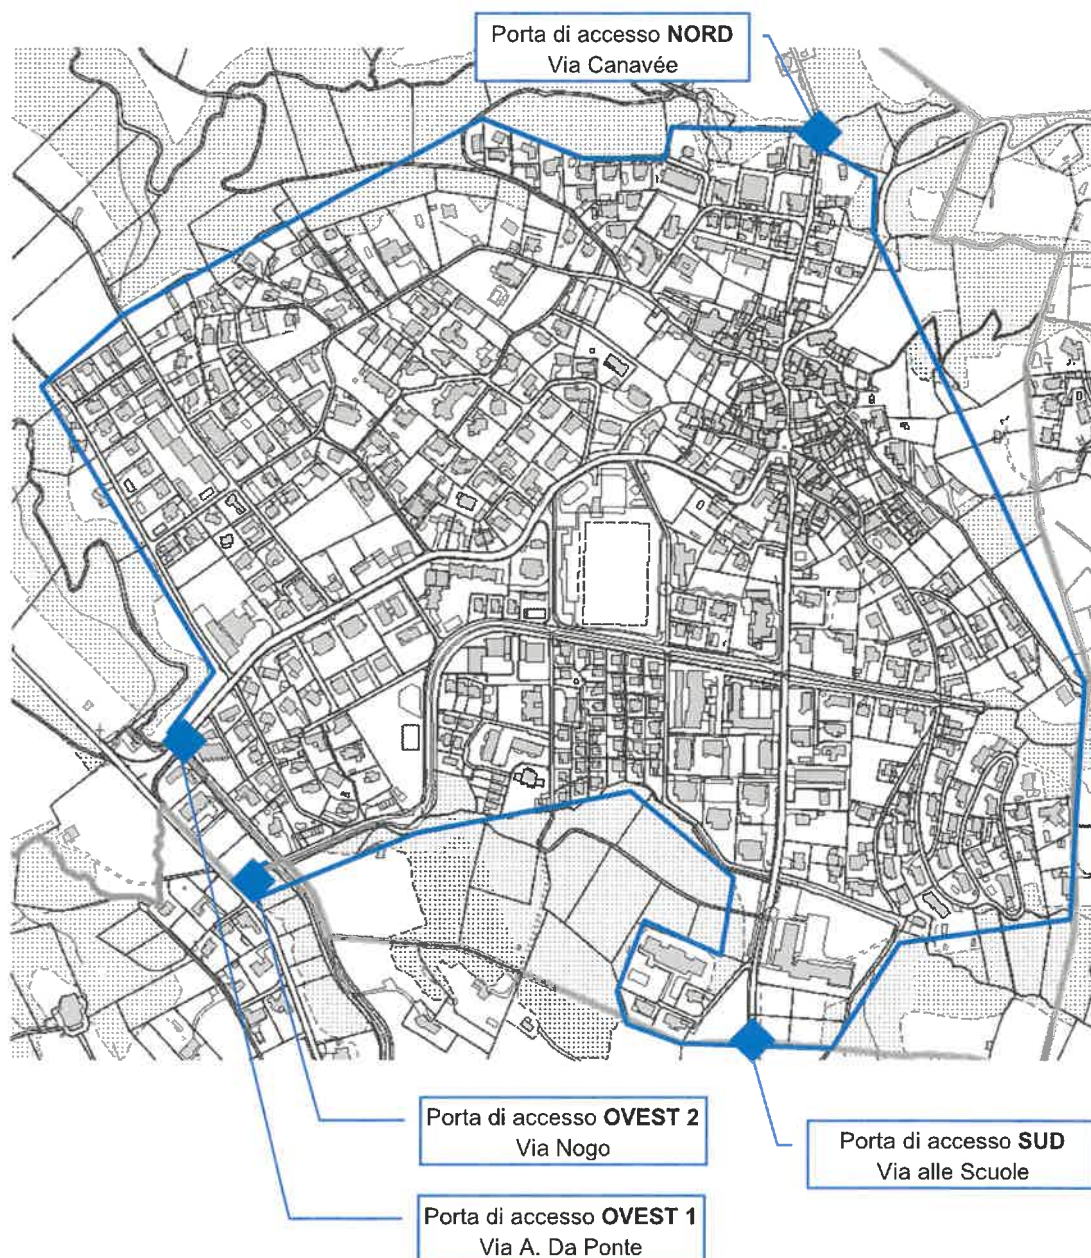 Porta di accesso NORD
Via Canavée
Porta di accesso OVEST 2
Via Nogo
Porta di accesso SUD
Via alle Scuole
Porta di accesso OVEST 1
Via A. Da Ponte